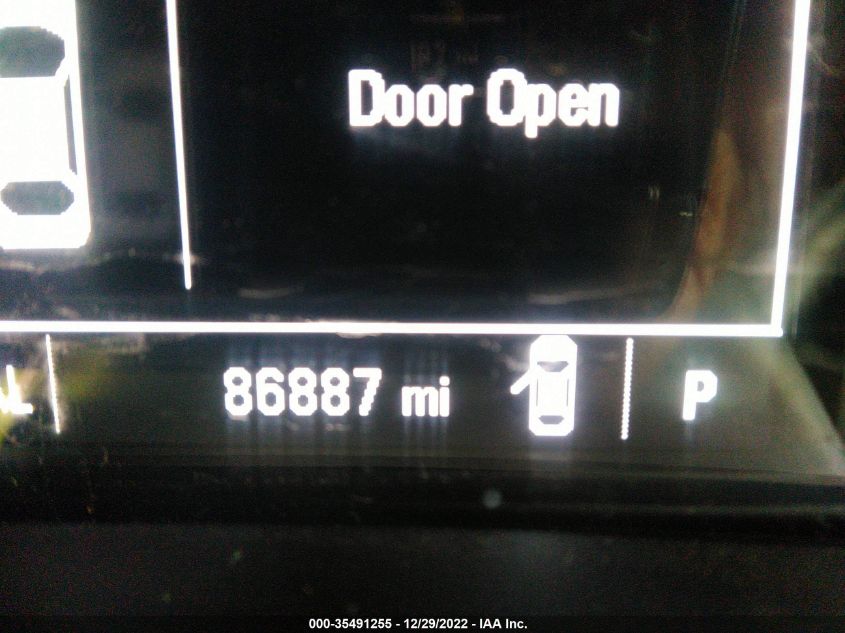 Door Open
86887 mi
P
000-35491255 - 12/29/2022 - IAA Inc.